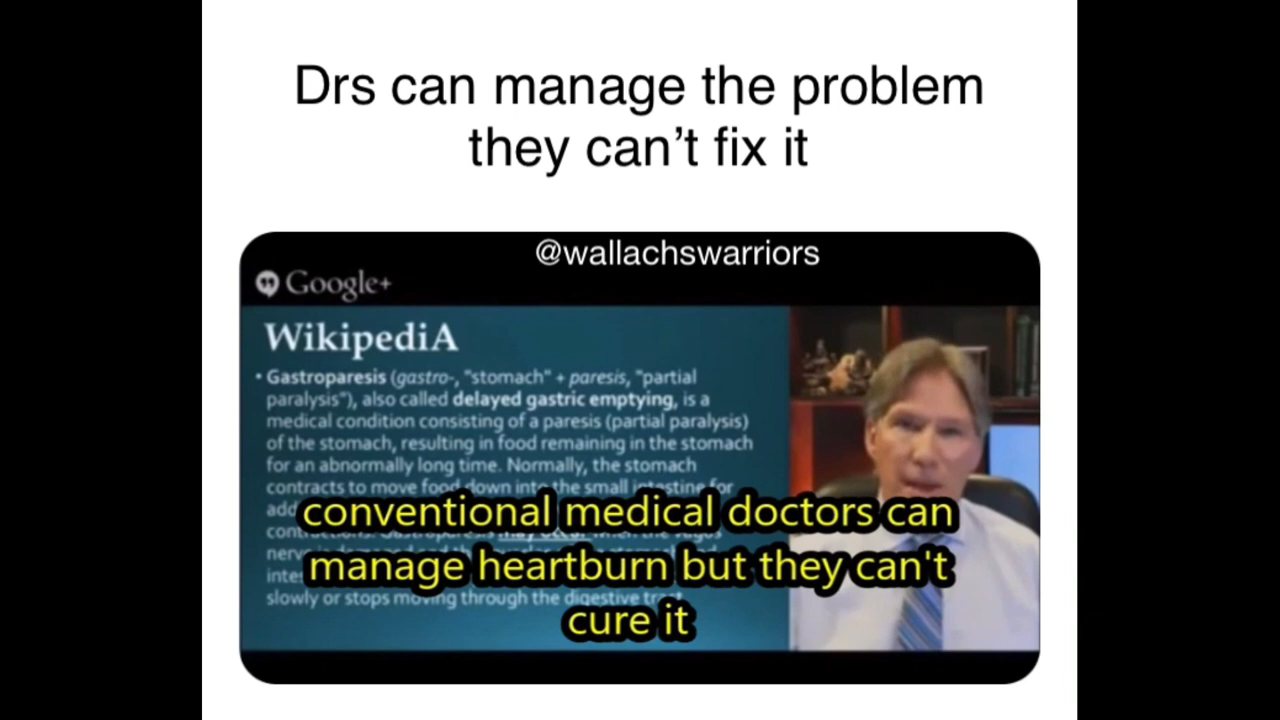 Drs can manage the problem
they can't fix it
@wallachswarriors
Google+
WikipediA
• Gastroparesis (gastro-, "stomach" + paresis, "partial
paralysis"), also called delayed gastric emptying, is a
medical condition consisting of a paresis (partial paralysis)
of the stomach, resulting in food remaining in the stomach
for an abnormally long time. Normally, the stomach
contracts to move food down into the small intestine for
conventional medical doctors can
manage heartburn but they can't
slowly or stops moving through the digestive tract
cure it